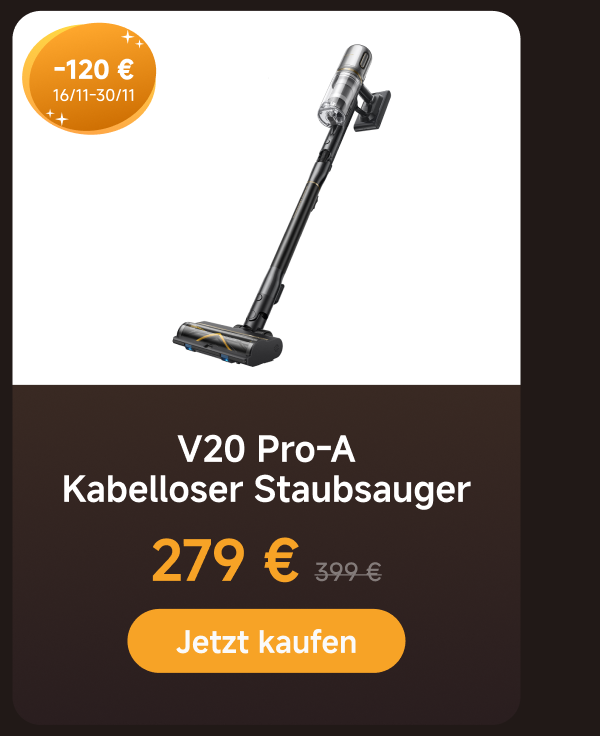 -120 €
16/11-30/11
V20 Pro-A
Kabelloser Staubsauger
279 € 399 €
Jetzt kaufen